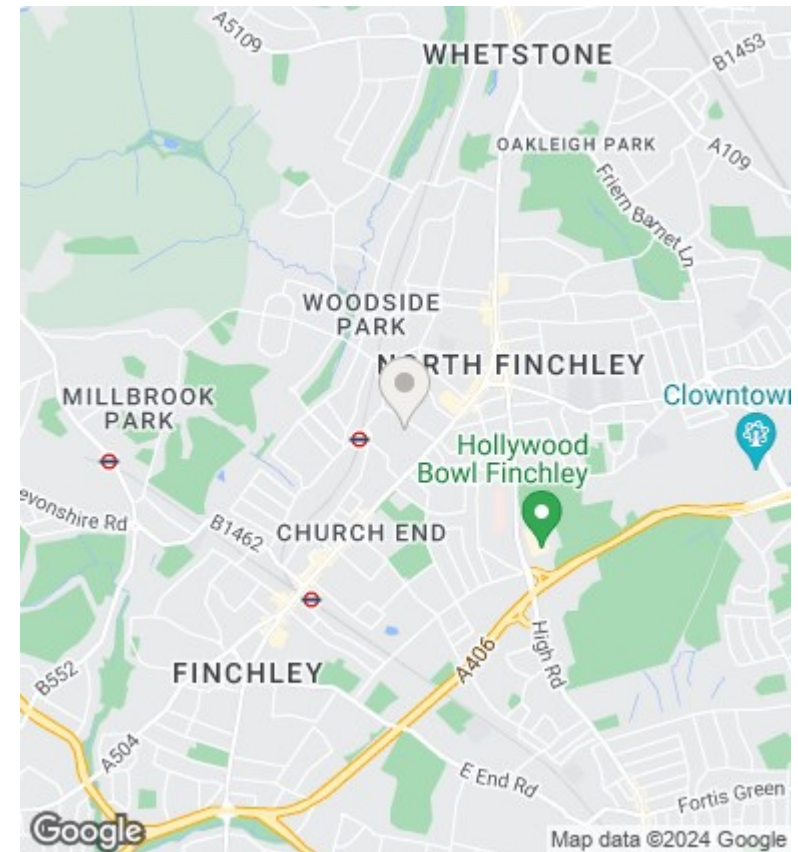 A5109
WHETSTONE
B1453
OAKLEIGH PARK
A109
Friern Barnet Ln
WOODSIDE
PARK
NORTH FINCHLEY
MILLBROOK
PARK
Clowntown
Hollywood
Bowl Finchley
evonshire Rd
B1462
CHURCH END
A406
High Rd
FINCHLEY
B552
A504
E End Rd
Fortis Green
Google
Map data ©2024 Google